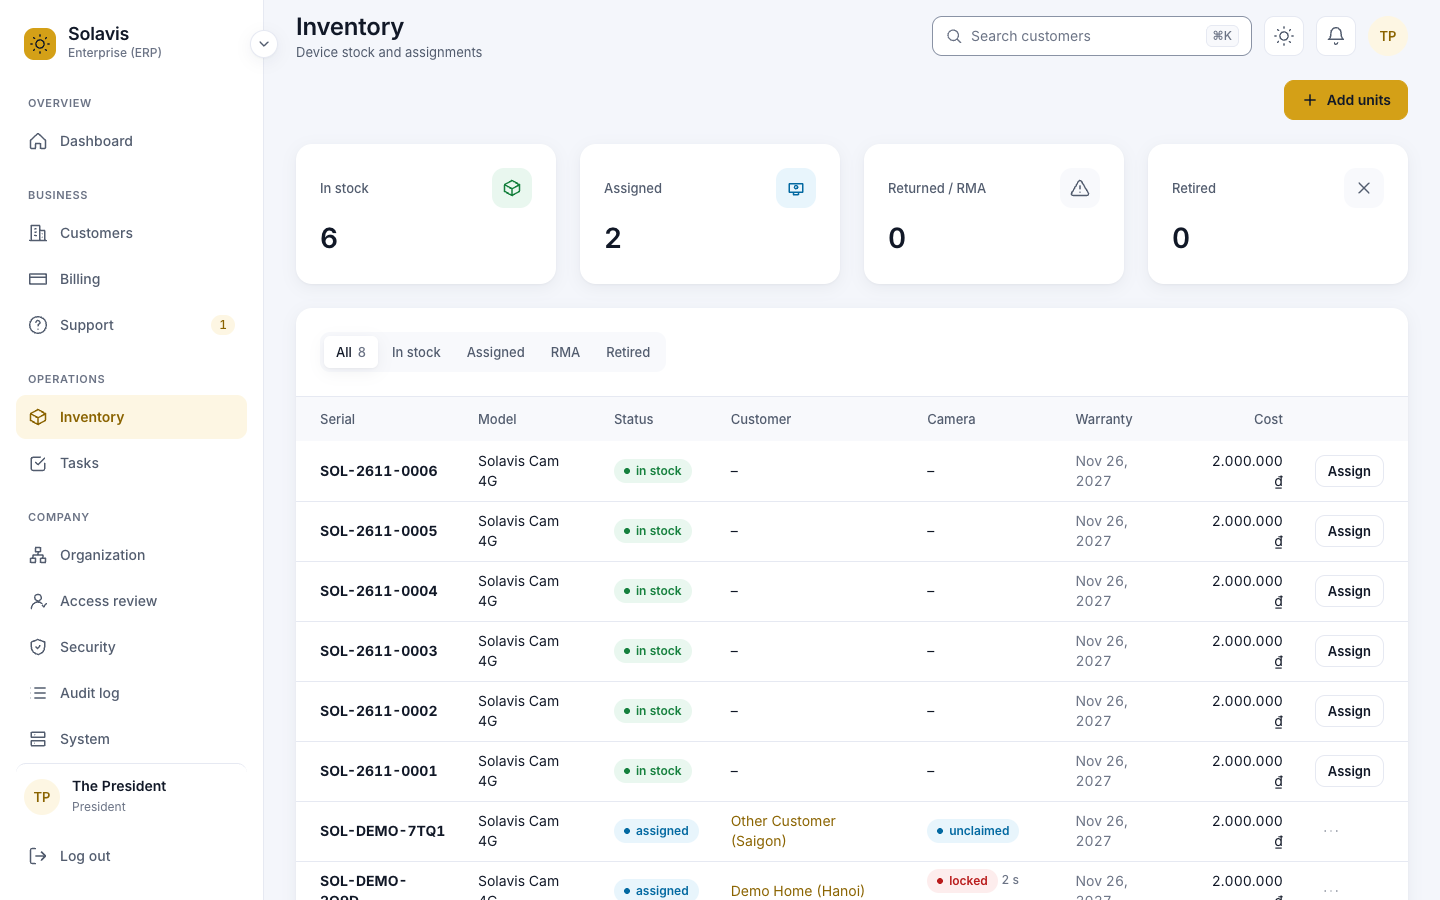 Solavis
Enterprise (ERP)
OVERVIEW
Dashboard
BUSINESS
Customers
Billing
Support 1
OPERATIONS
Inventory
Tasks
COMPANY
Organization
Access review
Security
Audit log
System
TP The President
President
Log out
Inventory
Device stock and assignments
Search customers ⌘K
TP
+ Add units
In stock
6
Assigned
2
Returned / RMA
0
Retired
0
All 8 In stock Assigned RMA Retired
Serial Model Status Customer Camera Warranty Cost
SOL-2611-0006 Solavis Cam 4G in stock – – Nov 26, 2027 2.000.000 ₫ Assign
SOL-2611-0005 Solavis Cam 4G in stock – – Nov 26, 2027 2.000.000 ₫ Assign
SOL-2611-0004 Solavis Cam 4G in stock – – Nov 26, 2027 2.000.000 ₫ Assign
SOL-2611-0003 Solavis Cam 4G in stock – – Nov 26, 2027 2.000.000 ₫ Assign
SOL-2611-0002 Solavis Cam 4G in stock – – Nov 26, 2027 2.000.000 ₫ Assign
SOL-2611-0001 Solavis Cam 4G in stock – – Nov 26, 2027 2.000.000 ₫ Assign
SOL-DEMO-7TQ1 Solavis Cam 4G assigned Other Customer (Saigon) unclaimed Nov 26, 2027 2.000.000 ₫ ...
SOL-DEMO- Solavis Cam assigned Demo Home (Hanoi) locked 2 s Nov 26, 2.000.000 ...